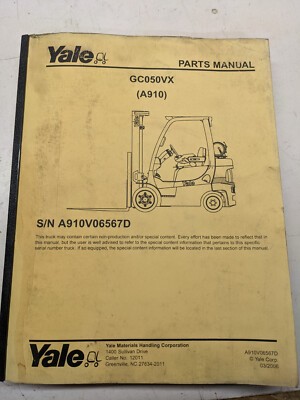 Yale
PARTS MANUAL
GC050VX
(A910)
S/N A910V06567D
This truck may contain certain non-production and/or special content. Every effort has been made to reflect that in
this manual, but the user is well advised to refer to the special content information that pertains to this specific
serial number truck. If so equipped, the special content information will be located in the last section of this manual.
Yale
Yale Materials Handling Corporation
1400 Sullivan Drive
Caller No. 12011
Greenville, NC 27834-2011
A910V06567D
© Yale Corp.
03/2006